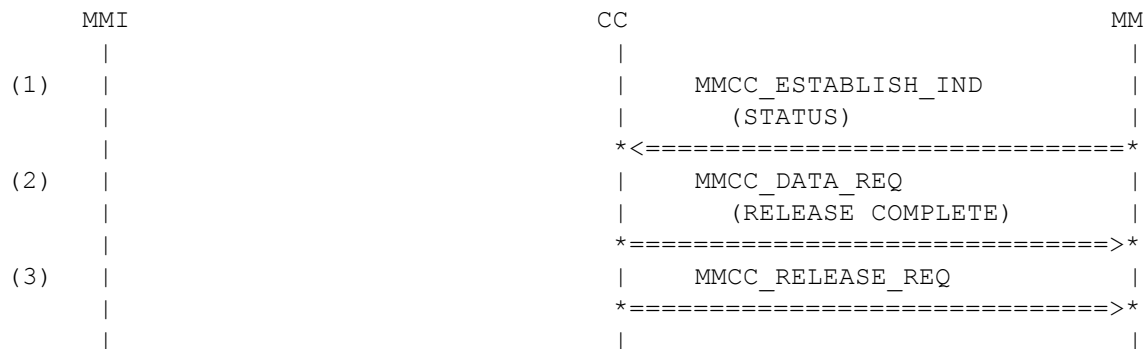 MMI CC MM
| | |
(1) | | MMCC_ESTABLISH_IND |
| | (STATUS) |
| *<==============================*
(2) | | MMCC_DATA_REQ |
| | (RELEASE COMPLETE) |
| *==============================>*
(3) | | MMCC_RELEASE_REQ |
| *==============================>*
| | |